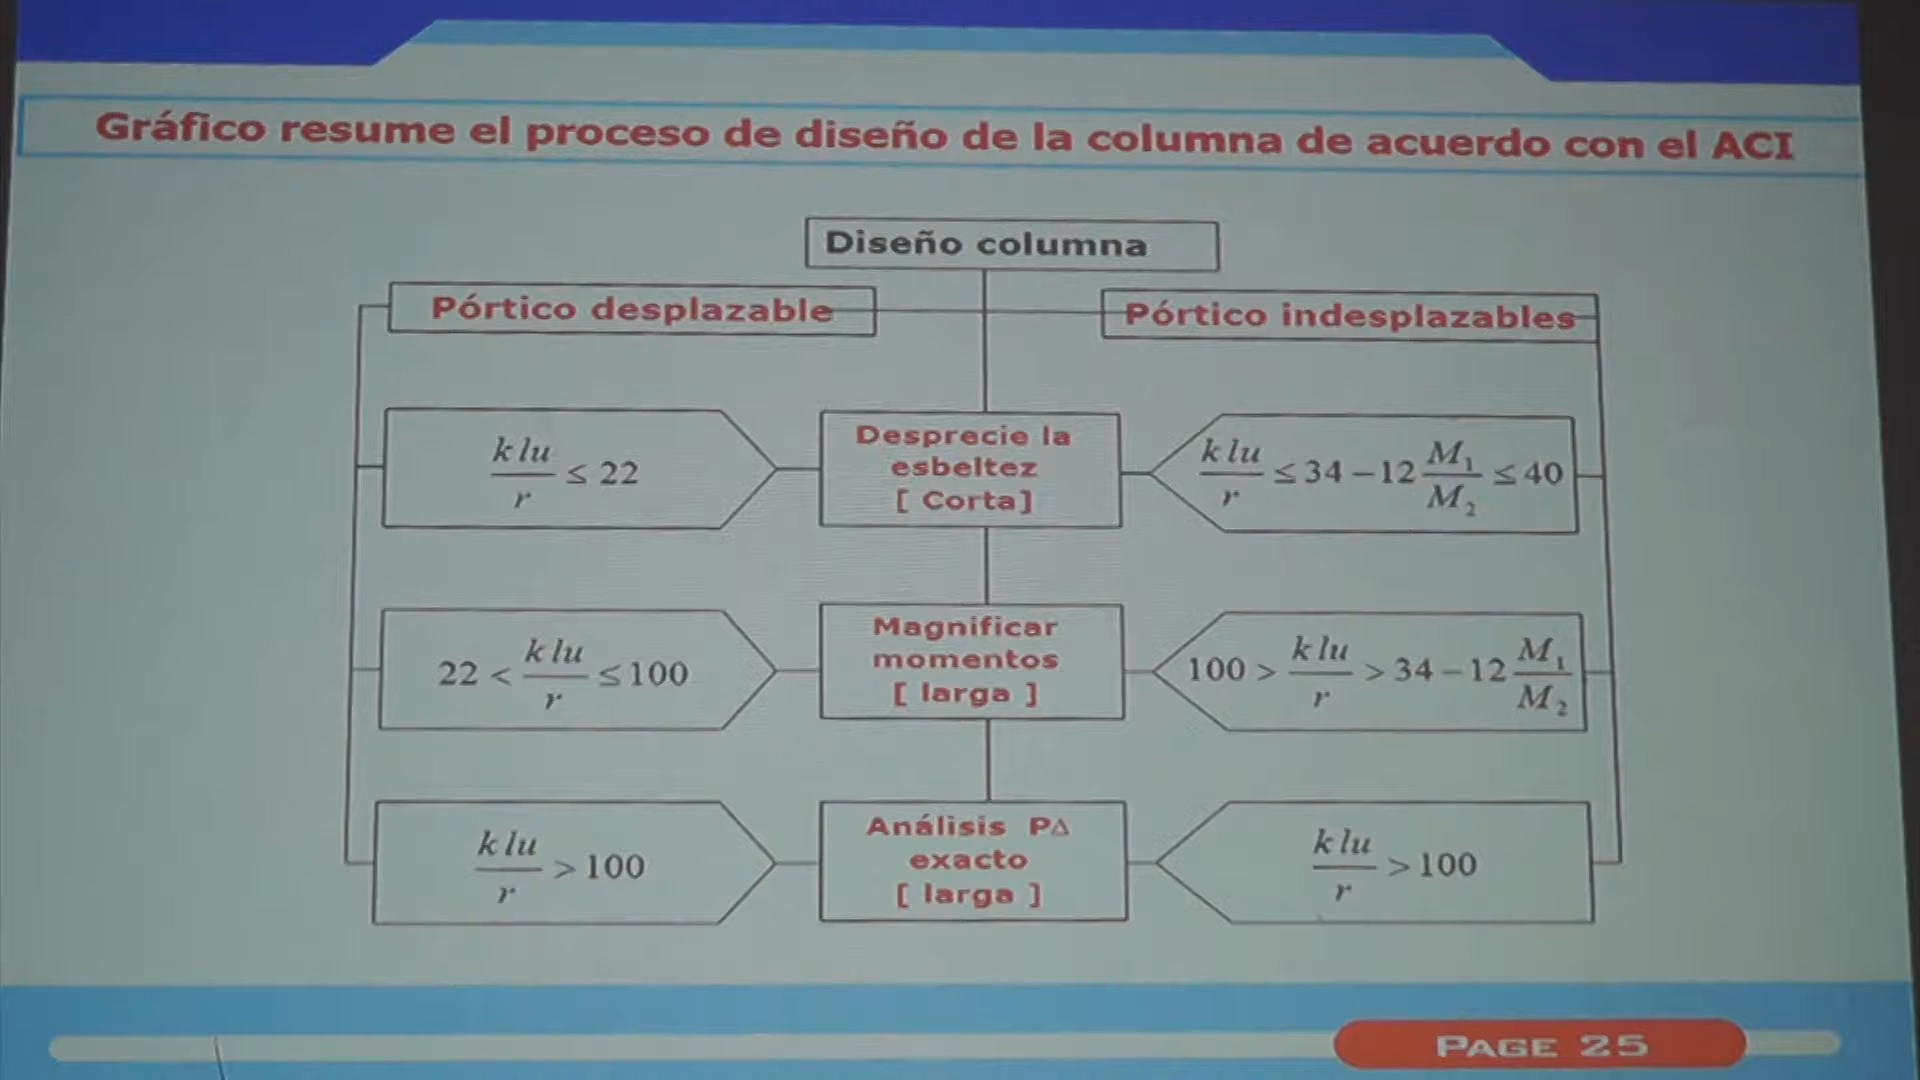 Gráfico resume el proceso de diseño de la columna de acuerdo con el ACI
Diseño columna
Pórtico desplazable
Pórtico indesplazables
k lu / r ≤ 22
Desprecie la
esbeltez
[ Corta]
k lu / r ≤ 34 – 12 M₁ / M₂ ≤ 40
22 < k lu / r ≤ 100
Magnificar
momentos
[ larga ]
100 > k lu / r > 34 – 12 M₁ / M₂
k lu / r > 100
Análisis PΔ
exacto
[ larga ]
k lu / r > 100
PAGE 25